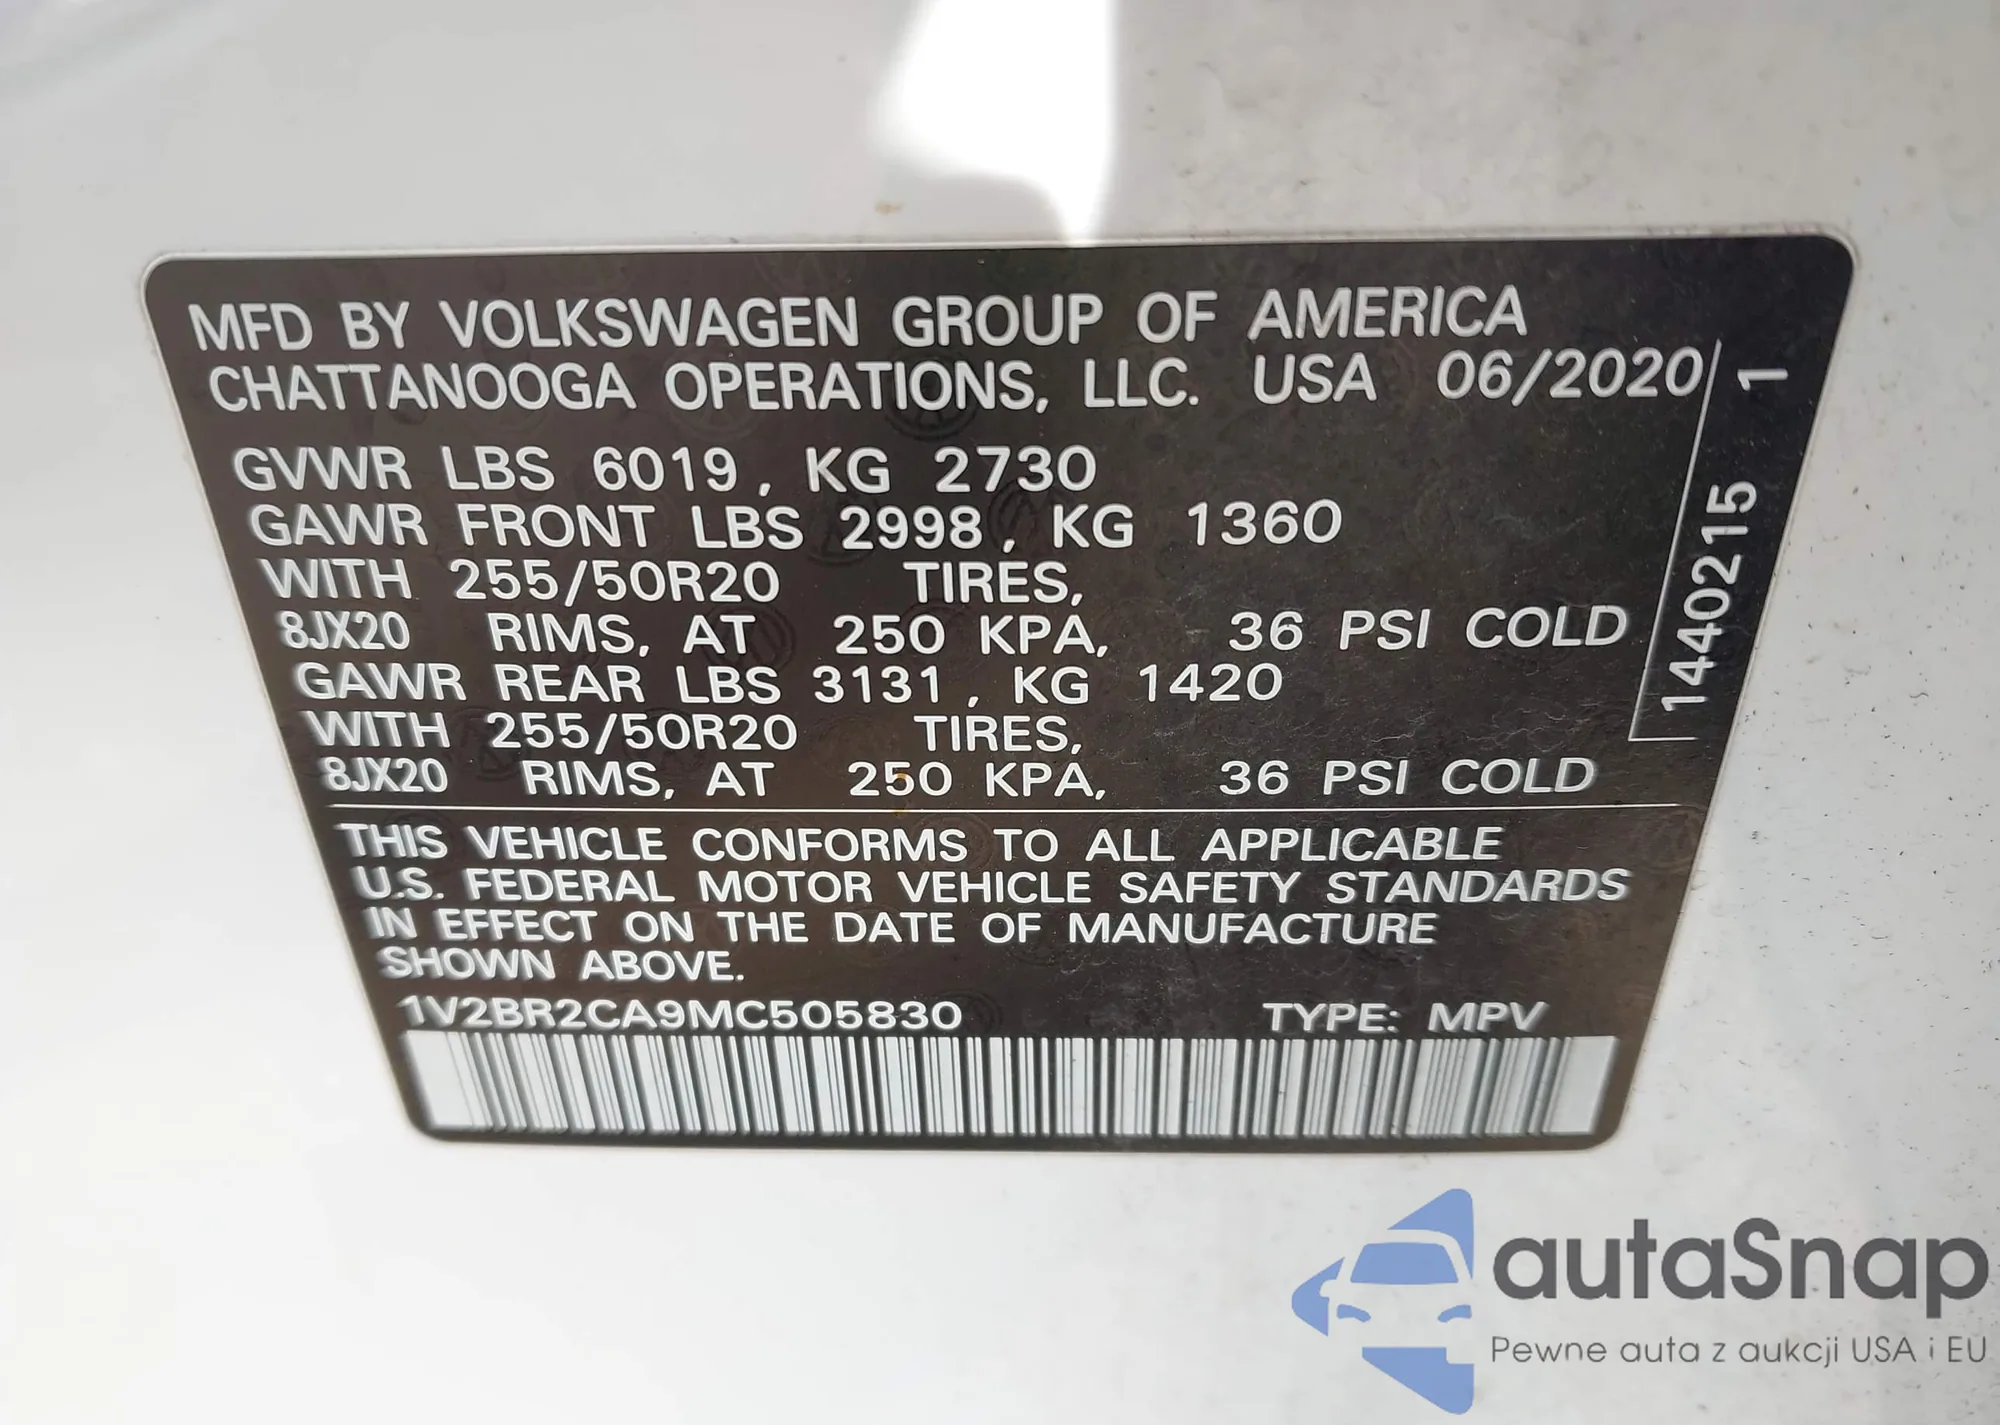 MFD BY VOLKSWAGEN GROUP OF AMERICA
CHATTANOOGA OPERATIONS, LLC. USA 06/2020
GVWR LBS 6019, KG 2730
GAWR FRONT LBS 2998, KG 1360
WITH 255/50R20 TIRES,
8JX20 RIMS, AT 250 KPA, 36 PSI COLD
GAWR REAR LBS 3131, KG 1420
WITH 255/50R20 TIRES,
8JX20 RIMS, AT 250 KPA, 36 PSI COLD
1440215 1
THIS VEHICLE CONFORMS TO ALL APPLICABLE
U.S. FEDERAL MOTOR VEHICLE SAFETY STANDARDS
IN EFFECT ON THE DATE OF MANUFACTURE
SHOWN ABOVE.
1V2BR2CA9MC505830 TYPE: MPV
autaSnap
Pewne auta z aukcji USA i EU